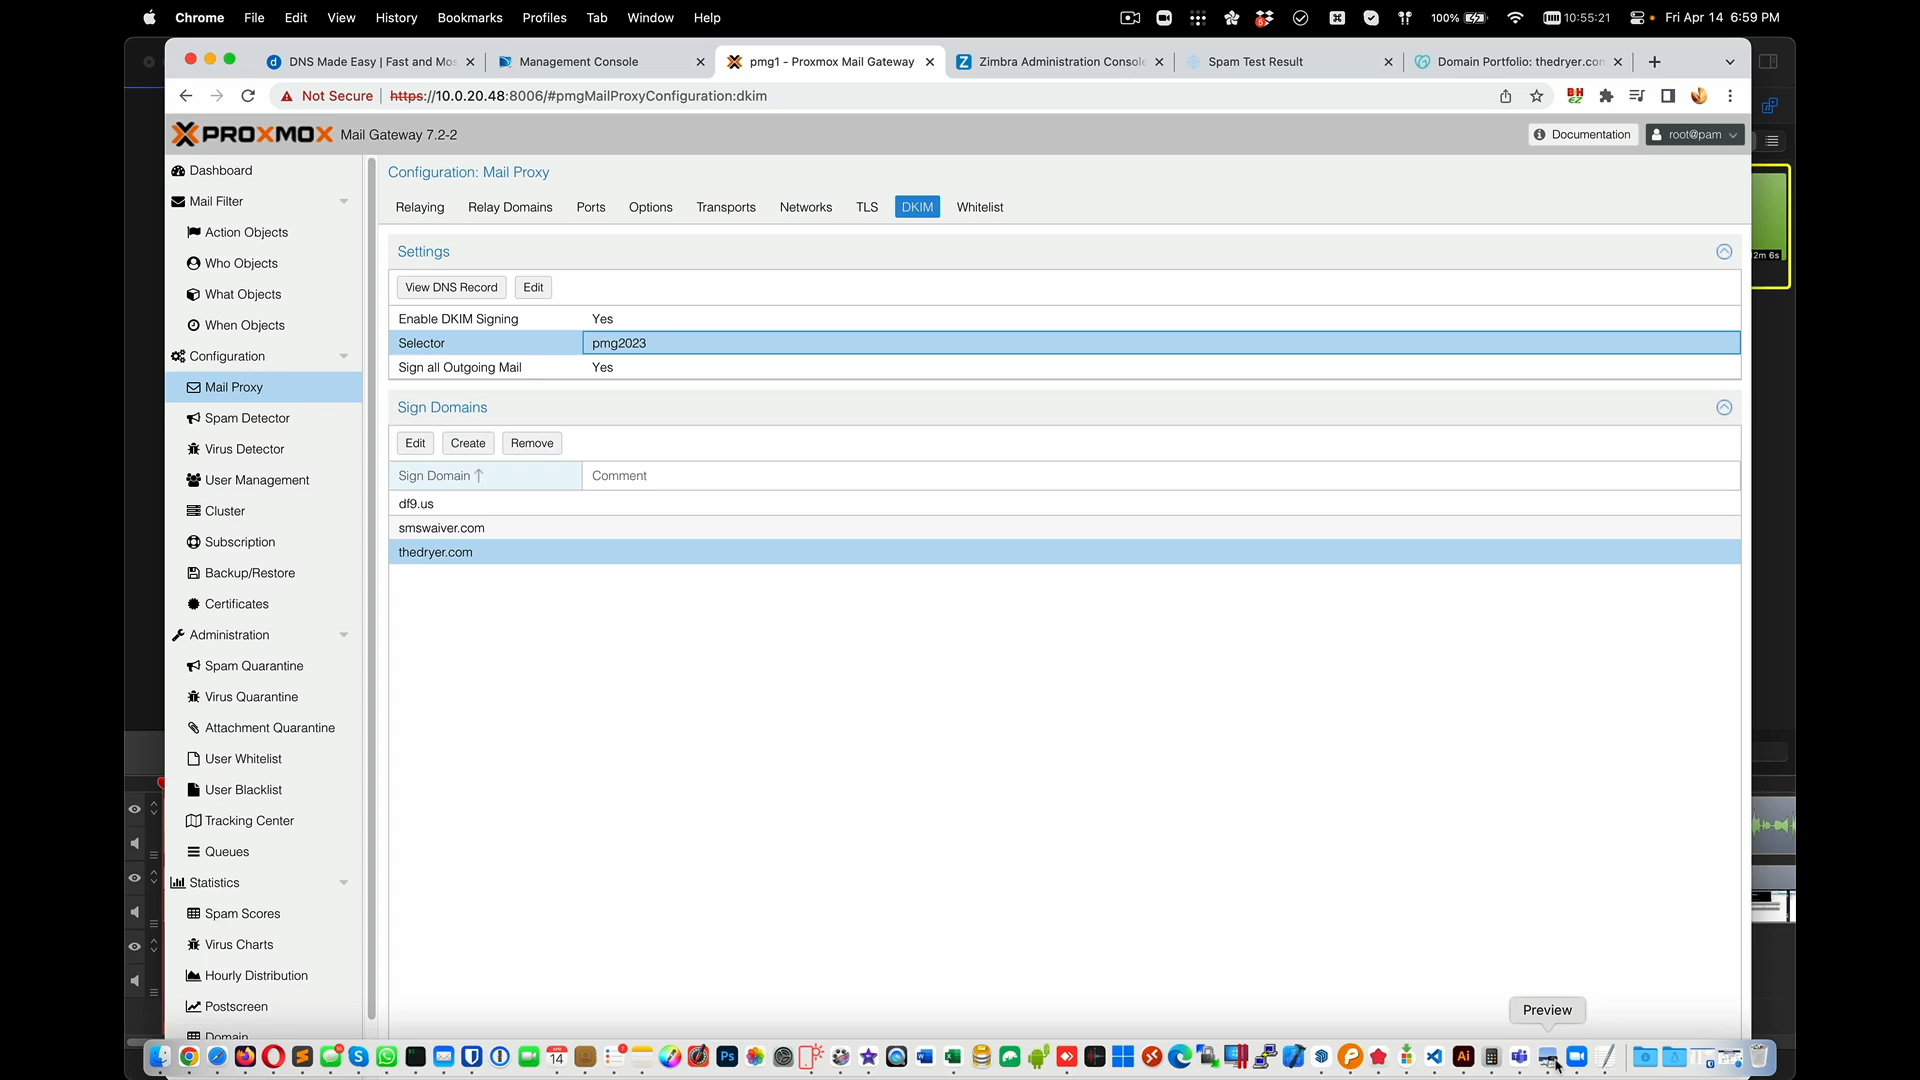 Chrome File Edit View History Bookmarks Profiles Tab Window Help 100% 10:55:21 Fri Apr 14 6:59 PM
DNS Made Easy | Fast and Mos Management Console pmg1 - Proxmox Mail Gateway Zimbra Administration Console Spam Test Result Domain Portfolio: thedryer.com
Not Secure https://10.0.20.48:8006/#pmgMailProxyConfiguration:dkim
PROXMOX Mail Gateway 7.2-2 Documentation root@pam
Dashboard
Mail Filter
Action Objects
Who Objects
What Objects
When Objects
Configuration
Mail Proxy
Spam Detector
Virus Detector
User Management
Cluster
Subscription
Backup/Restore
Certificates
Administration
Spam Quarantine
Virus Quarantine
Attachment Quarantine
User Whitelist
User Blacklist
Tracking Center
Queues
Statistics
Spam Scores
Virus Charts
Hourly Distribution
Postscreen
Domain
Configuration: Mail Proxy
Relaying Relay Domains Ports Options Transports Networks TLS DKIM Whitelist
Settings
View DNS Record Edit
Enable DKIM Signing Yes
Selector pmg2023
Sign all Outgoing Mail Yes
Sign Domains
Edit Create Remove
Sign Domain Comment
df9.us
smswaiver.com
thedryer.com
2m 6s
Preview